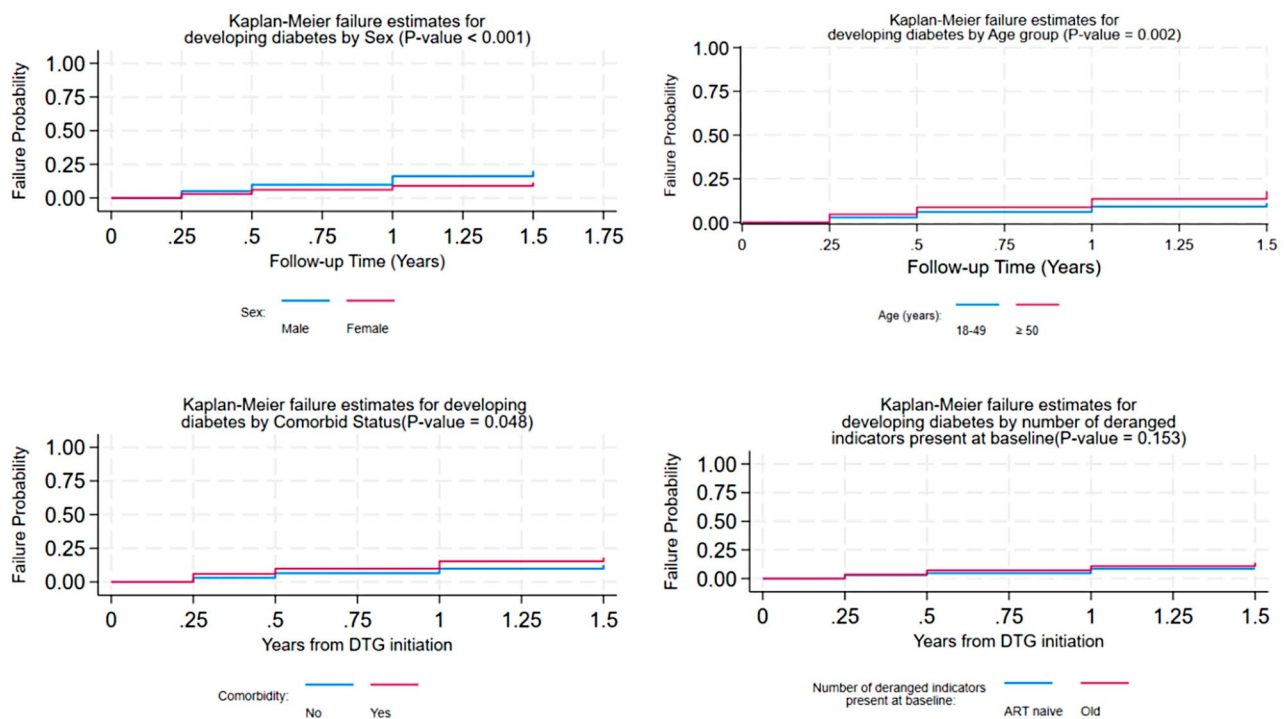 Kaplan-Meier failure estimates for
developing diabetes by Sex (P-value < 0.001)
Failure Probability
1.00
0.75
0.50
0.25
0.00
0 .25 .5 .75 1 1.25 1.5 1.75
Follow-up Time (Years)
Sex:
Male Female
Kaplan-Meier failure estimates for
developing diabetes by Age group (P-value = 0.002)
Failure Probability
1.00
0.75
0.50
0.25
0.00
0 .25 .5 .75 1 1.25 1.5
Follow-up Time (Years)
Age (years):
18-49 ≥ 50
Kaplan-Meier failure estimates for developing
diabetes by Comorbid Status(P-value = 0.048)
Failure Probability
1.00
0.75
0.50
0.25
0.00
0 .25 .5 .75 1 1.25 1.5
Years from DTG initiation
Comorbidity:
No Yes
Kaplan-Meier failure estimates for
developing diabetes by number of deranged
indicators present at baseline(P-value = 0.153)
Failure Probability
1.00
0.75
0.50
0.25
0.00
0 .25 .5 .75 1 1.25 1.5
Years from DTG initiation
Number of deranged indicators
present at baseline:
ART naive Old